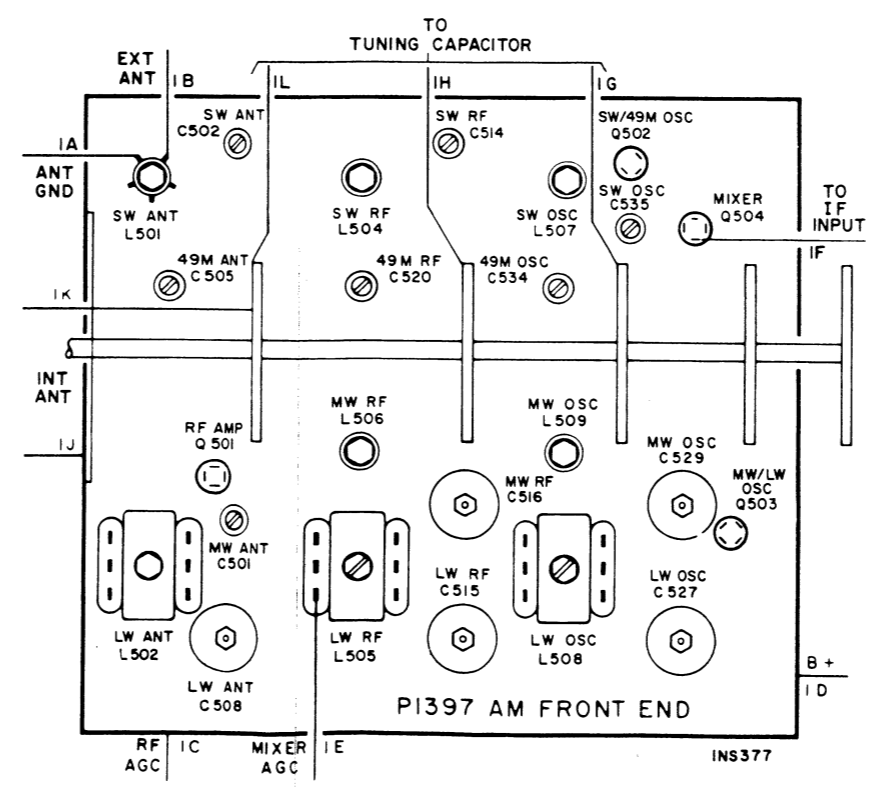 TO
TUNING CAPACITOR
EXT
ANT
1B
1L
1H
1G
SW ANT
C502
SW RF
C514
SW/49M OSC
Q502
1A
ANT
GND
SW ANT
L501
SW RF
L504
SW OSC
L507
SW OSC
C535
MIXER
Q504
TO
IF
INPUT
1F
49M ANT
C505
49M RF
C520
49M OSC
C534
1K
INT
ANT
1J
RF AMP
Q501
MW RF
L506
MW OSC
L509
MW OSC
C529
MW RF
C516
MW/LW
OSC
Q503
MW ANT
C501
LW RF
C515
LW OSC
C527
LW ANT
L502
LW RF
L505
LW OSC
L508
LW ANT
C508
B+
1D
P1397 AM FRONT END
RF
AGC
1C
MIXER
AGC
1E
INS377